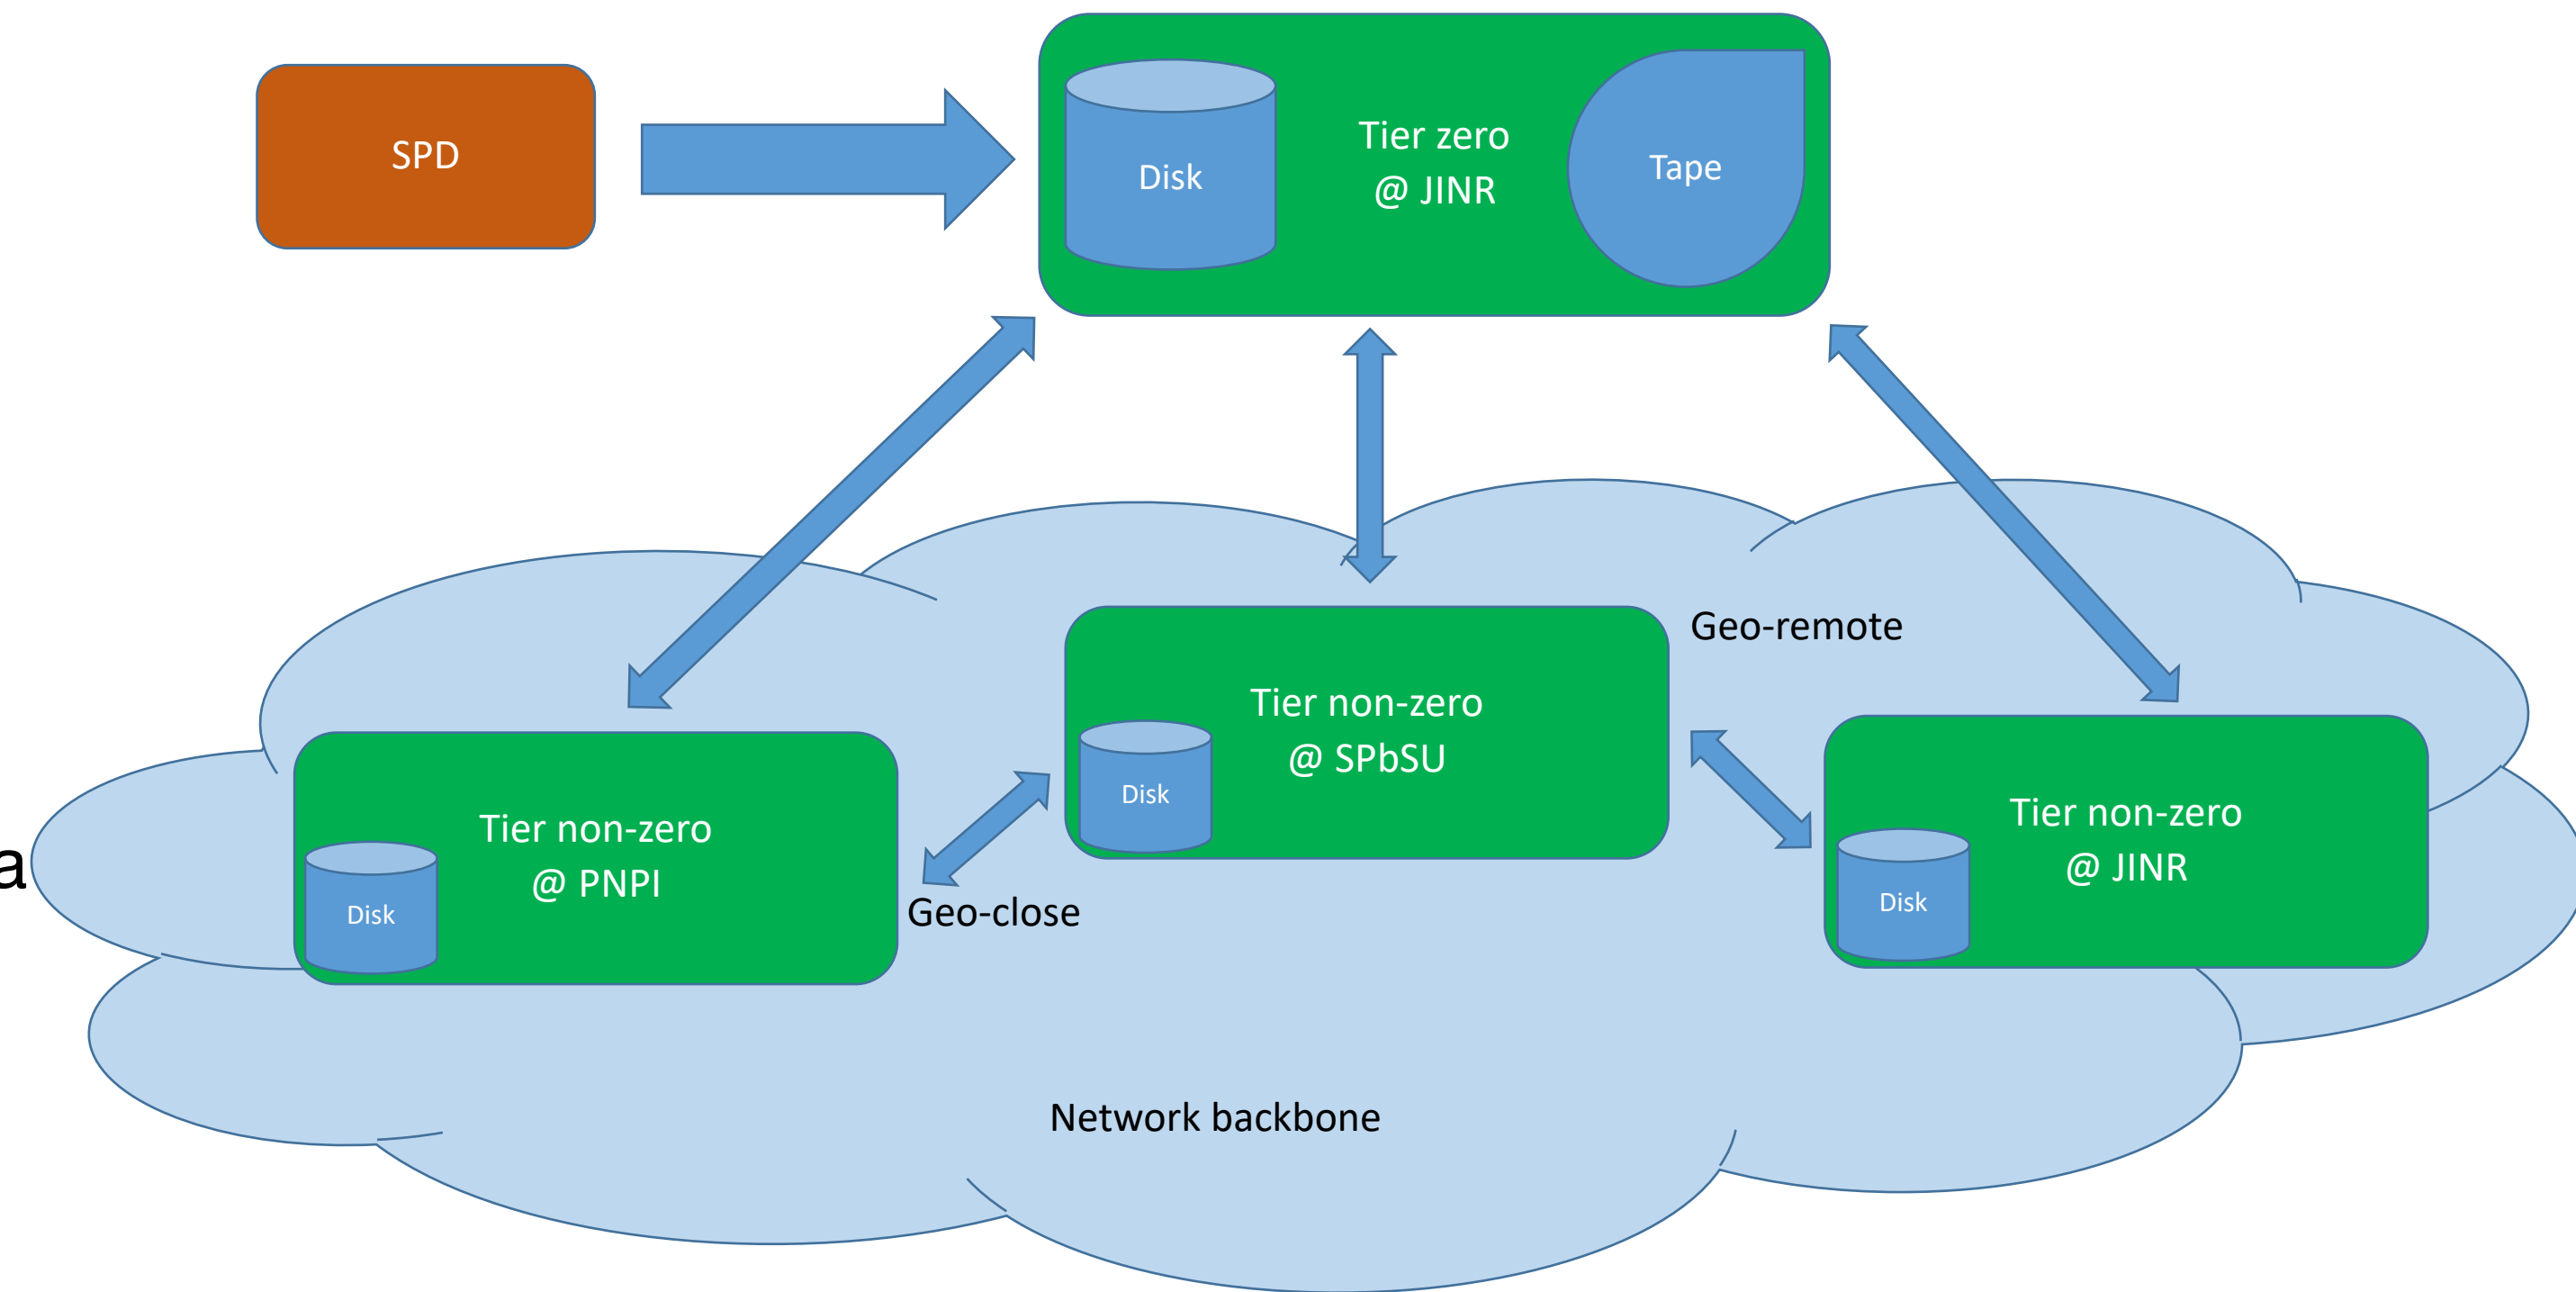 SPD
Disk
Tier zero
@ JINR
Tape
Geo-remote
Tier non-zero
@ SPbSU
Disk
Tier non-zero
@ PNPI
Disk
Geo-close
Tier non-zero
@ JINR
Disk
a
Network backbone